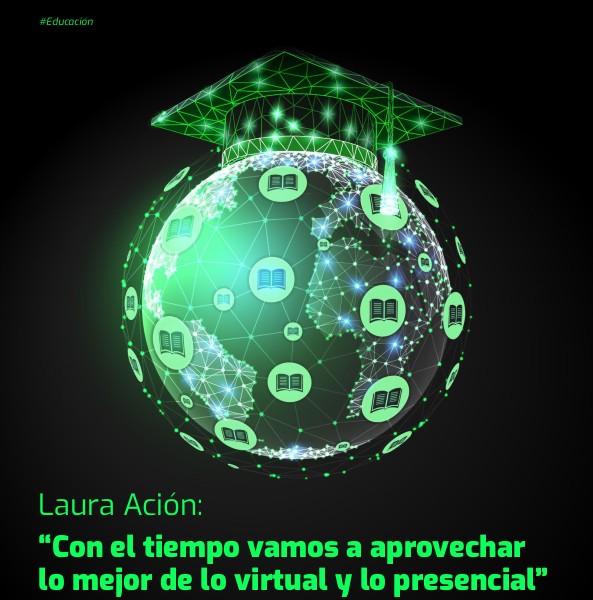 #Educación
Laura Ación:
“Con el tiempo vamos a aprovechar
lo mejor de lo virtual y lo presencial”